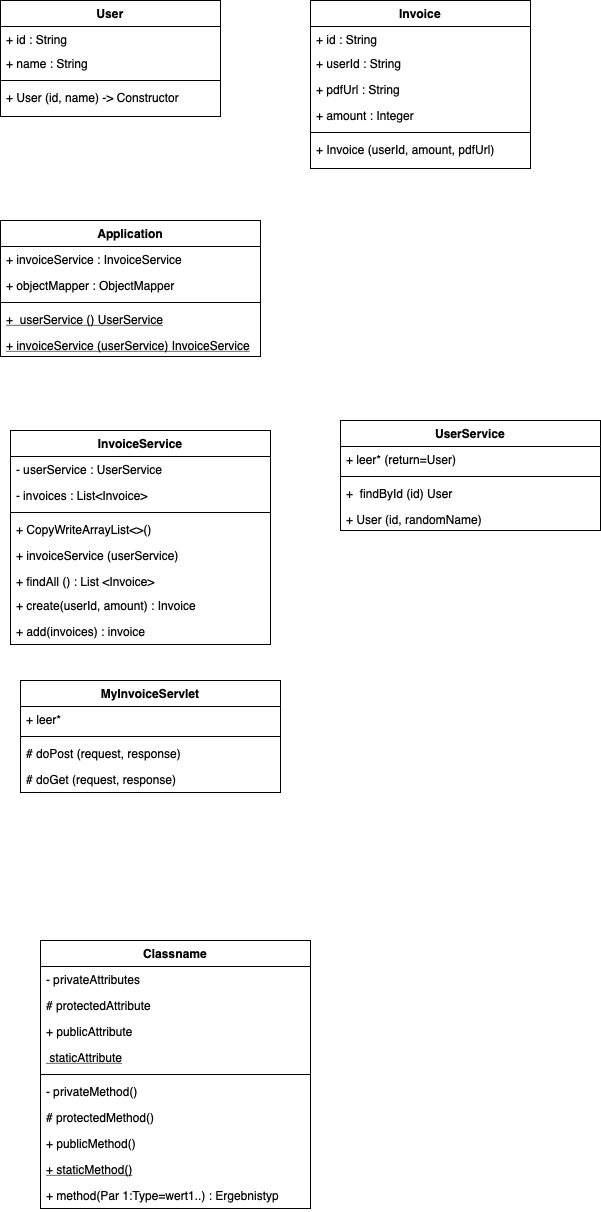 User
+ id : String
+ name : String
+ User (id, name) -> Constructor
Invoice
+ id : String
+ userId : String
+ pdfUrl : String
+ amount : Integer
+ Invoice (userId, amount, pdfUrl)
Application
+ invoiceService : InvoiceService
+ objectMapper : ObjectMapper
+  userService () UserService
+ invoiceService (userService) InvoiceService
InvoiceService
- userService : UserService
- invoices : List<Invoice>
+ CopyWriteArrayList<>()
+ invoiceService (userService)
+ findAll () : List <Invoice>
+ create(userId, amount) : Invoice
+ add(invoices) : invoice
UserService
+ leer* (return=User)
+  findById (id) User
+ User (id, randomName)
MyInvoiceServlet
+ leer*
# doPost (request, response)
# doGet (request, response)
Classname
- privateAttributes
# protectedAttribute
+ publicAttribute
staticAttribute
- privateMethod()
# protectedMethod()
+ publicMethod()
+ staticMethod()
+ method(Par 1:Type=wert1..) : Ergebnistyp